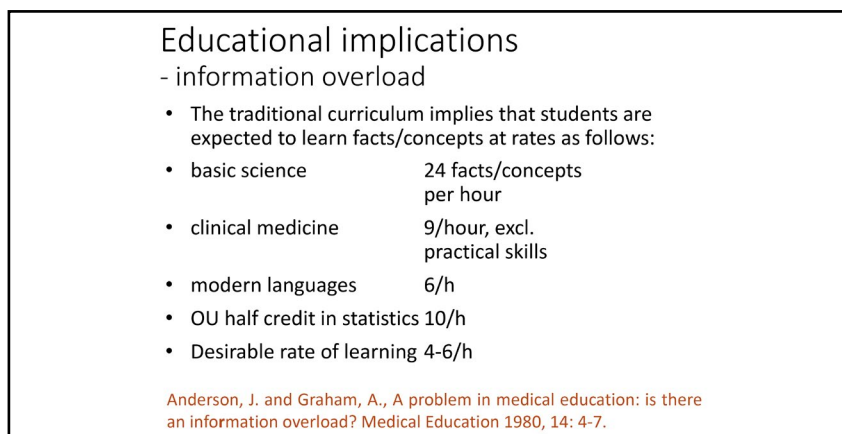 Educational implications
- information overload
• The traditional curriculum implies that students are
expected to learn facts/concepts at rates as follows:
• basic science 24 facts/concepts
per hour
• clinical medicine 9/hour, excl.
practical skills
• modern languages 6/h
• OU half credit in statistics 10/h
• Desirable rate of learning 4-6/h
Anderson, J. and Graham, A., A problem in medical education: is there
an information overload? Medical Education 1980, 14: 4-7.